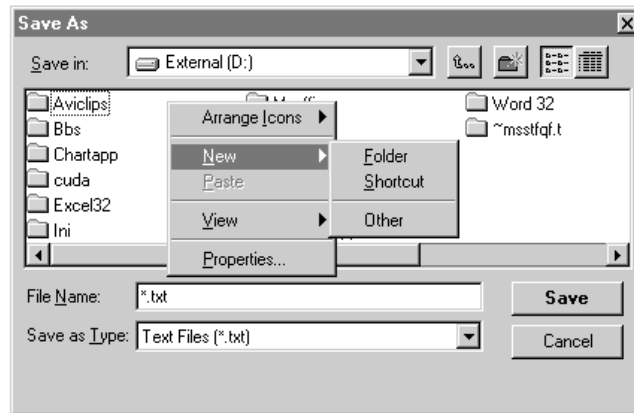 Save As
Save in: External (D:)
Aviclips
Word 32
Bbs
~msstfqf.t
Chartapp
cuda
Excel32
Ini
Arrange Icons
New
Paste
View
Properties...
Folder
Shortcut
Other
File Name: *.txt
Save
Save as Type: Text Files (*.txt)
Cancel